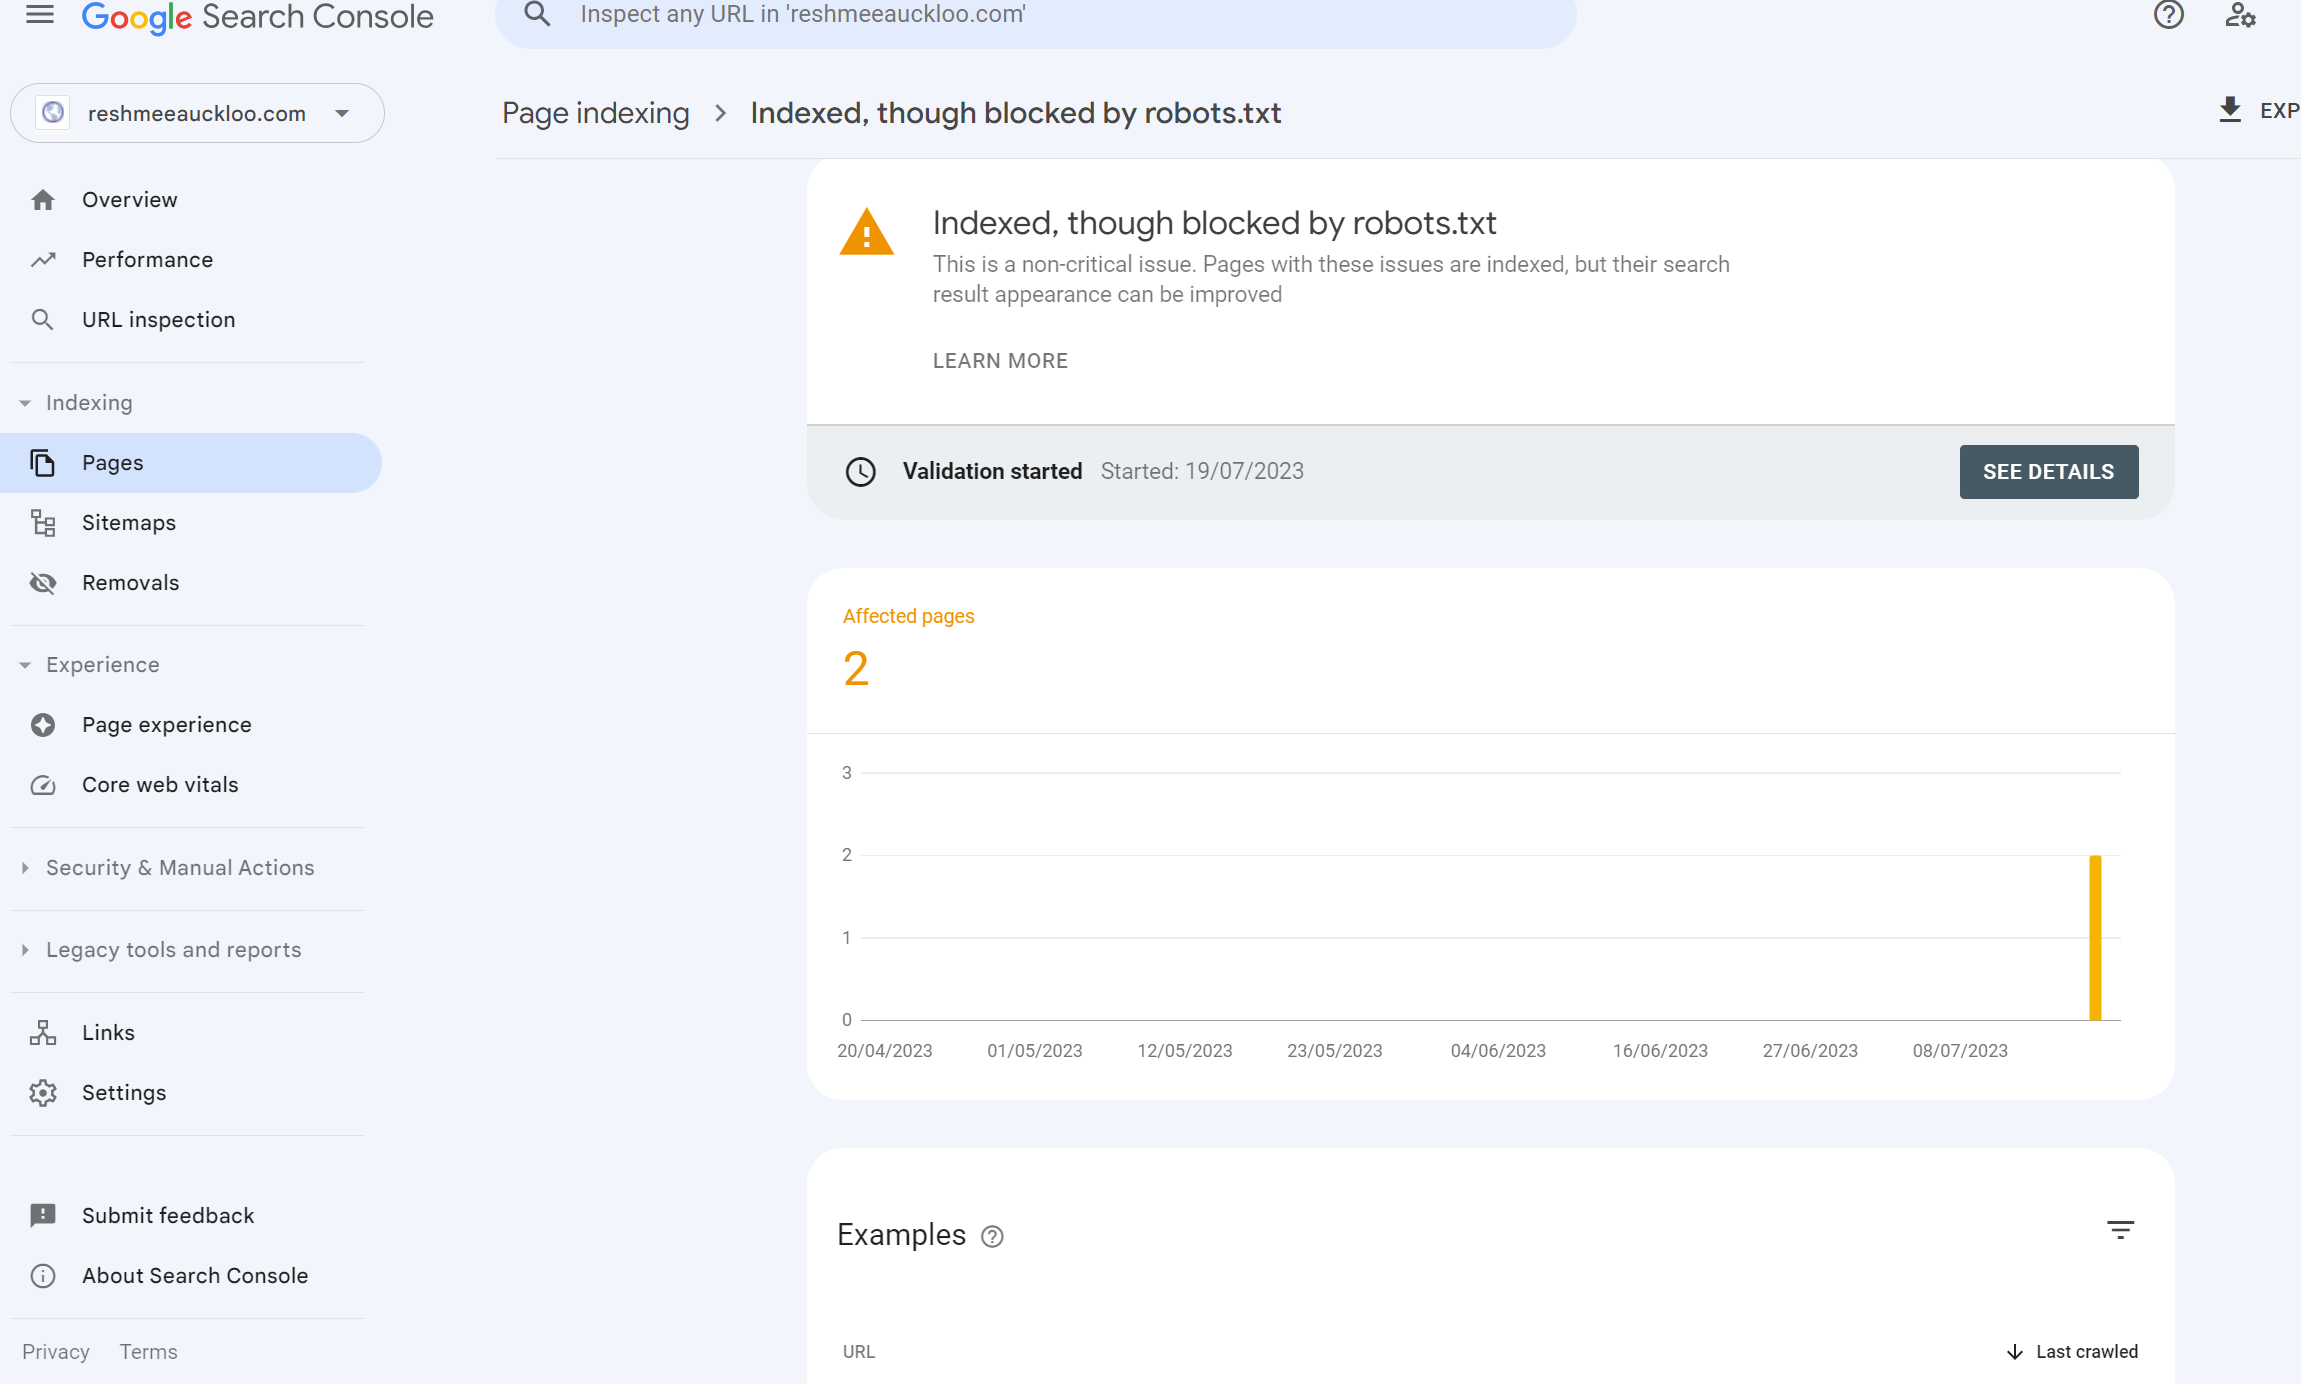 Google Search Console
Inspect any URL in 'reshmeeauckloo.com'
reshmeeauckloo.com
Page indexing
Indexed, though blocked by robots.txt
EXP
Overview
Performance
URL inspection
Indexing
Pages
Sitemaps
Removals
Experience
Page experience
Core web vitals
Security & Manual Actions
Legacy tools and reports
Links
Settings
Submit feedback
About Search Console
Privacy Terms
Indexed, though blocked by robots.txt
This is a non-critical issue. Pages with these issues are indexed, but their search
result appearance can be improved
LEARN MORE
Validation started Started: 19/07/2023
SEE DETAILS
Affected pages
2
3
2
1
0
20/04/2023 01/05/2023 12/05/2023 23/05/2023 04/06/2023 16/06/2023 27/06/2023 08/07/2023
Examples
URL
Last crawled